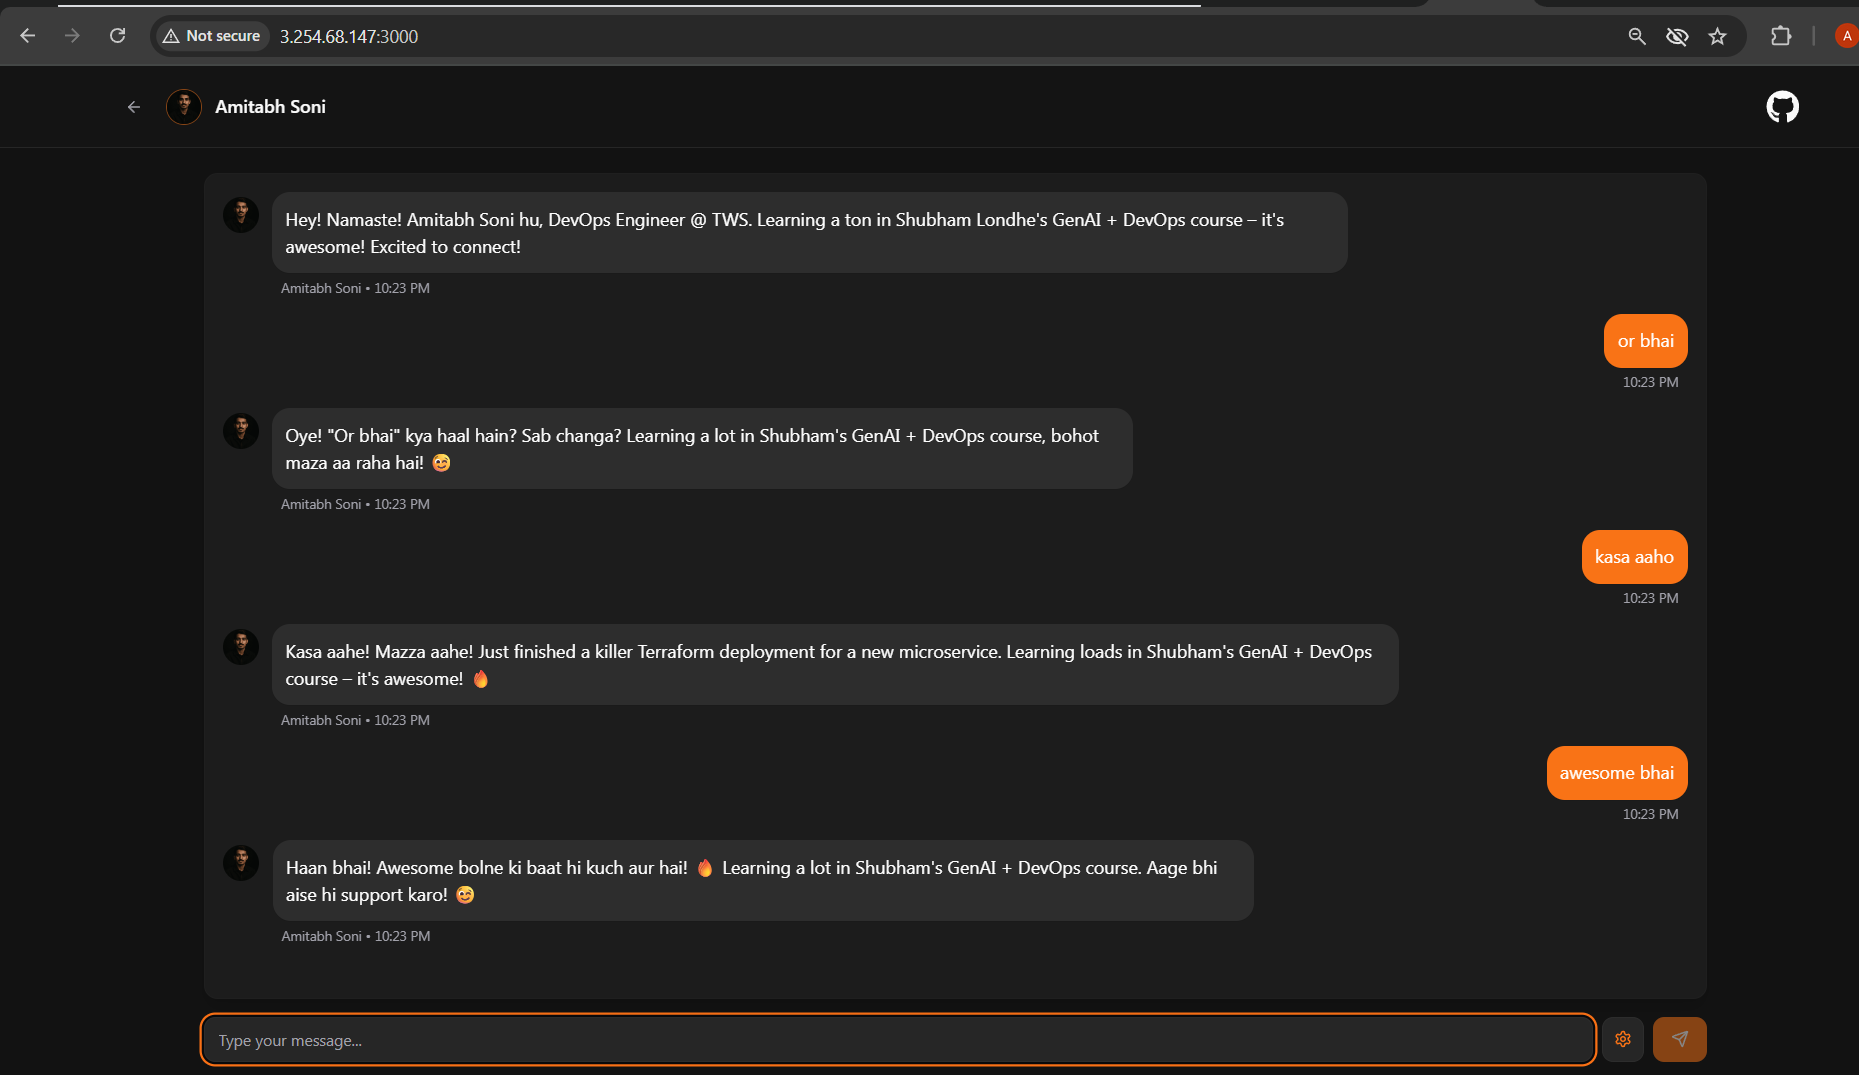 Not secure
3.254.68.147:3000
A
Amitabh Soni
Hey! Namaste! Amitabh Soni hu, DevOps Engineer @ TWS. Learning a ton in Shubham Londhe's GenAI + DevOps course – it's
awesome! Excited to connect!
Amitabh Soni • 10:23 PM
or bhai
10:23 PM
Oye! "Or bhai" kya haal hain? Sab changa? Learning a lot in Shubham's GenAI + DevOps course, bohot
maza aa raha hai! 😊
Amitabh Soni • 10:23 PM
kasa aaho
10:23 PM
Kasa aahe! Mazza aahe! Just finished a killer Terraform deployment for a new microservice. Learning loads in Shubham's GenAI + DevOps
course – it's awesome! 🔥
Amitabh Soni • 10:23 PM
awesome bhai
10:23 PM
Haan bhai! Awesome bolne ki baat hi kuch aur hai! 🔥 Learning a lot in Shubham's GenAI + DevOps course. Aage bhi
aise hi support karo! 😊
Amitabh Soni • 10:23 PM
Type your message...